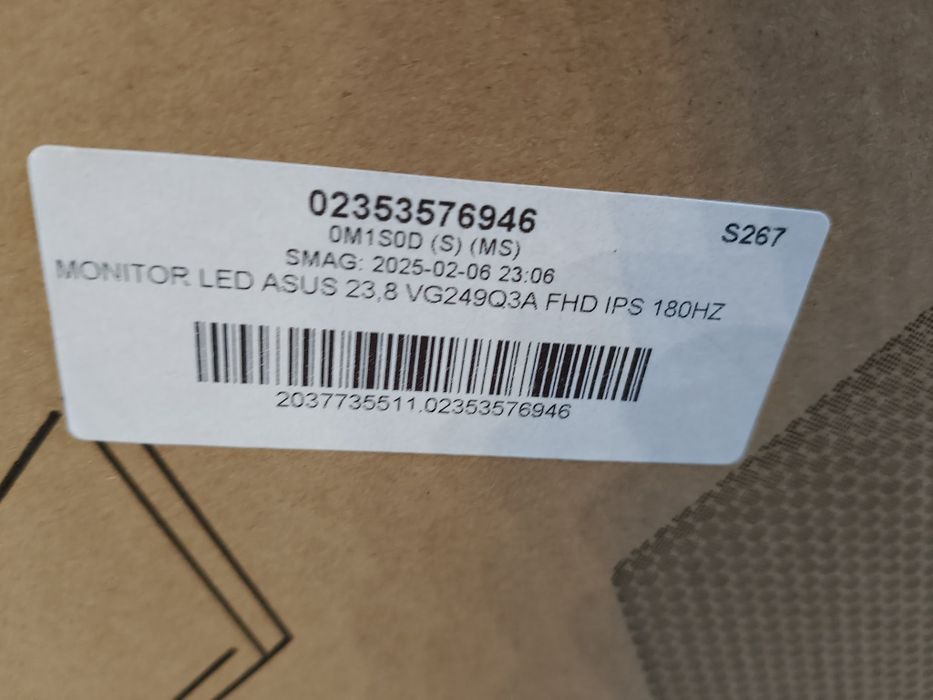 02353576946
S267
0M1S0D (S) (MS)
SMAG: 2025-02-06 23:06
MONITOR LED ASUS 23,8 VG249Q3A FHD IPS 180HZ
2037735511.02353576946